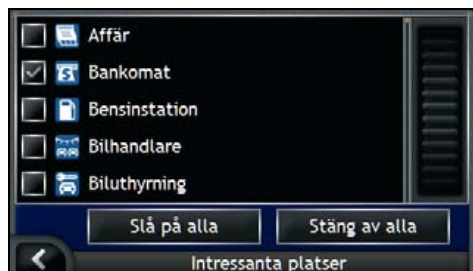 Affär
Bankomat
Bensinstation
Bilhandlare
Biluthyrning
Slå på alla Stäng av alla
Intressanta platser